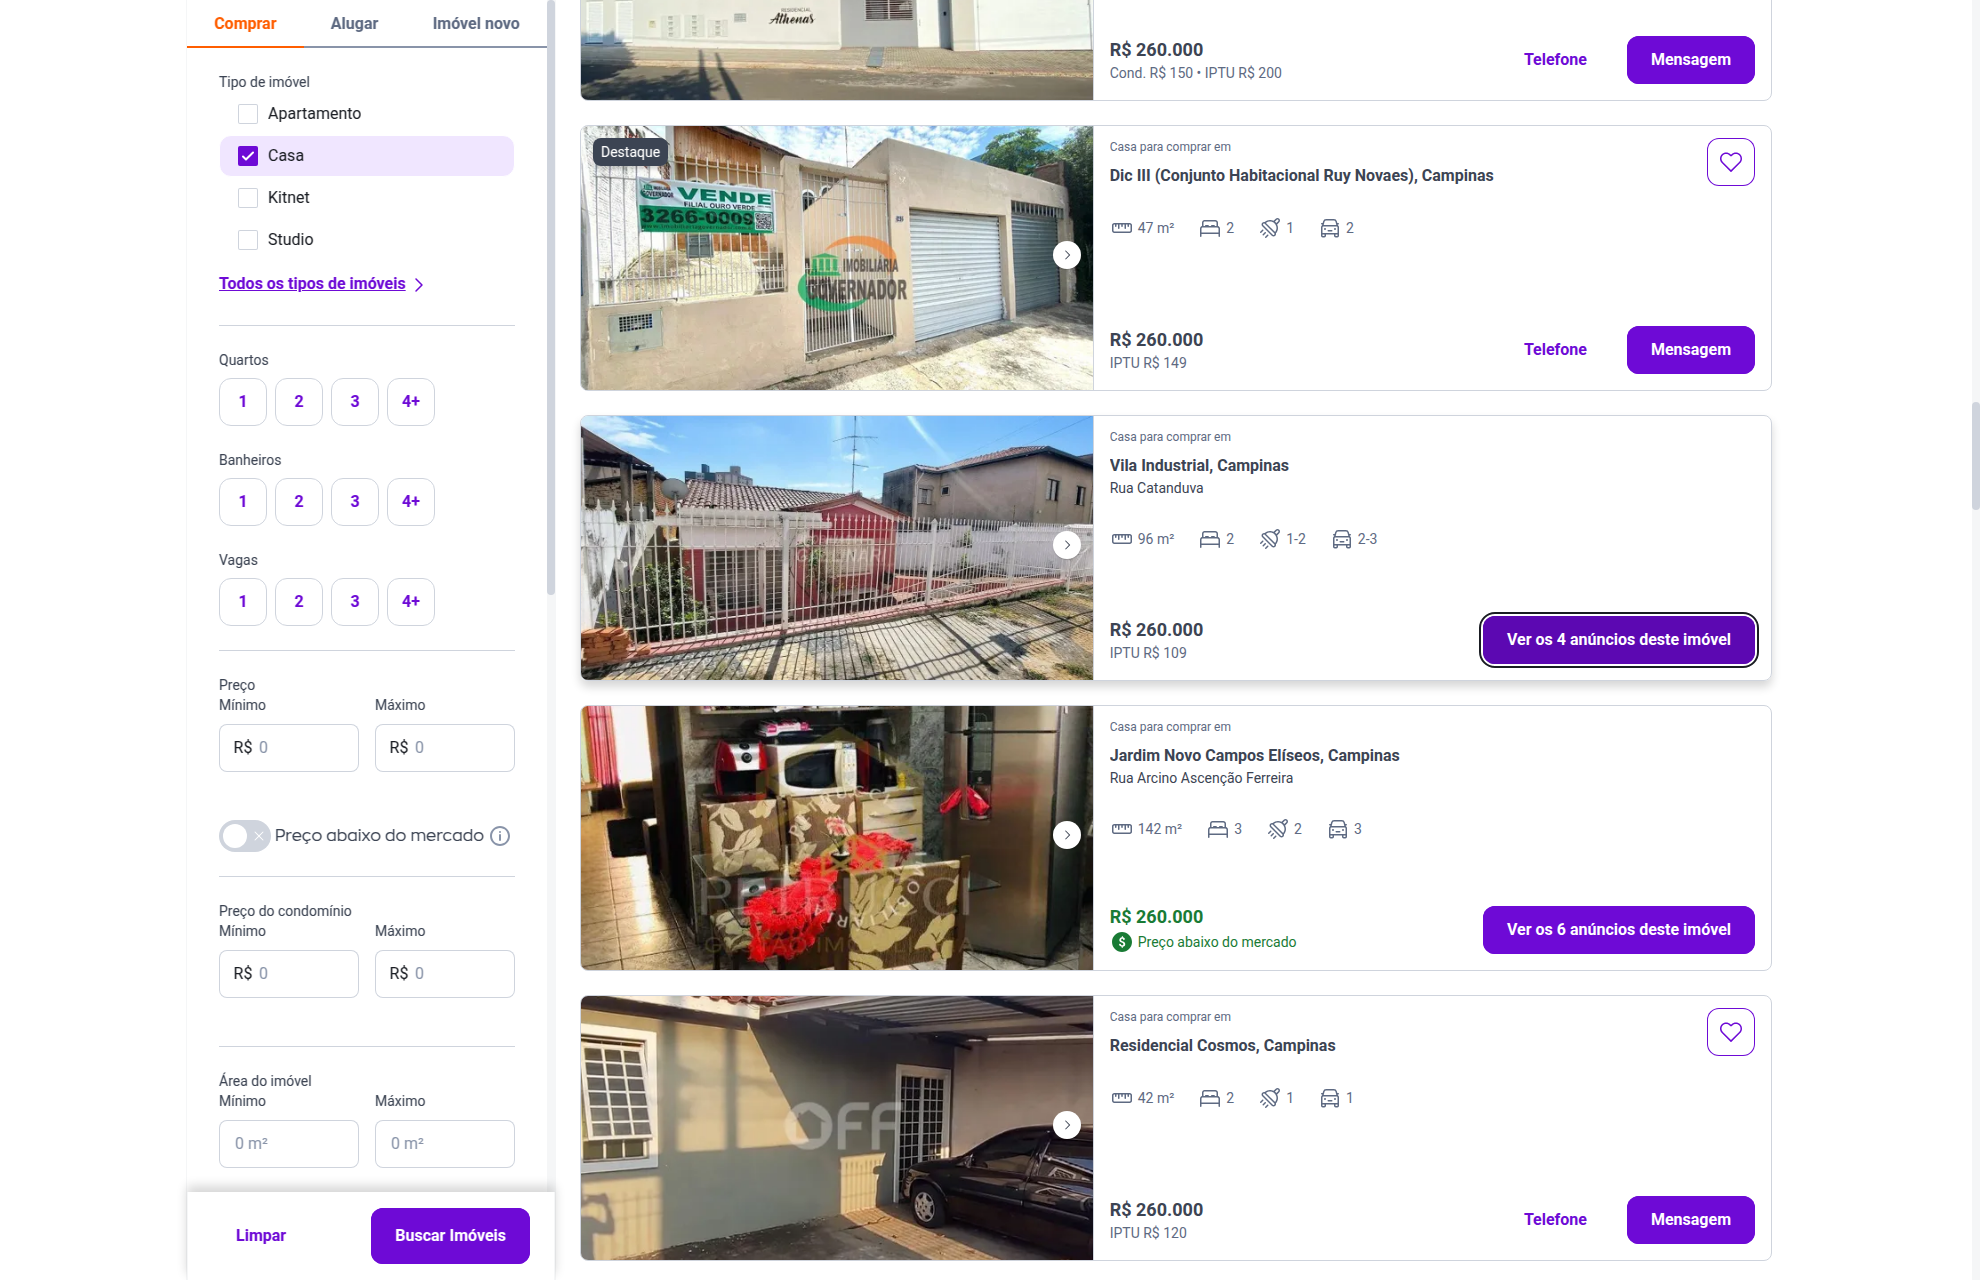 Comprar
Alugar
Imóvel novo
Tipo de imóvel
Apartamento
Casa
Kitnet
Studio
Todos os tipos de imóveis
Quartos
1
2
3
4+
Banheiros
1
2
3
4+
Vagas
1
2
3
4+
Preço
Mínimo
Máximo
R$ 0
R$ 0
Preço abaixo do mercado
Preço do condomínio
Mínimo
Máximo
R$ 0
R$ 0
Área do imóvel
Mínimo
Máximo
0 m²
0 m²
Limpar
Buscar Imóveis
RESIDENCIAL
Athenas
R$ 260.000
Cond. R$ 150 • IPTU R$ 200
Telefone
Mensagem
Destaque
VENDE
FILIAL OURO VERDE
3266-0009
IMOBILIÁRIA
GOVERNADOR
Casa para comprar em
Dic III (Conjunto Habitacional Ruy Novaes), Campinas
47 m²
2
1
2
R$ 260.000
IPTU R$ 149
Telefone
Mensagem
Casa para comprar em
Vila Industrial, Campinas
Rua Catanduva
96 m²
2
1-2
2-3
R$ 260.000
IPTU R$ 109
Ver os 4 anúncios deste imóvel
PETRUCCI
Casa para comprar em
Jardim Novo Campos Elíseos, Campinas
Rua Arcino Ascenção Ferreira
142 m²
3
2
3
R$ 260.000
$ Preço abaixo do mercado
Ver os 6 anúncios deste imóvel
OFF
Casa para comprar em
Residencial Cosmos, Campinas
42 m²
2
1
1
R$ 260.000
IPTU R$ 120
Telefone
Mensagem